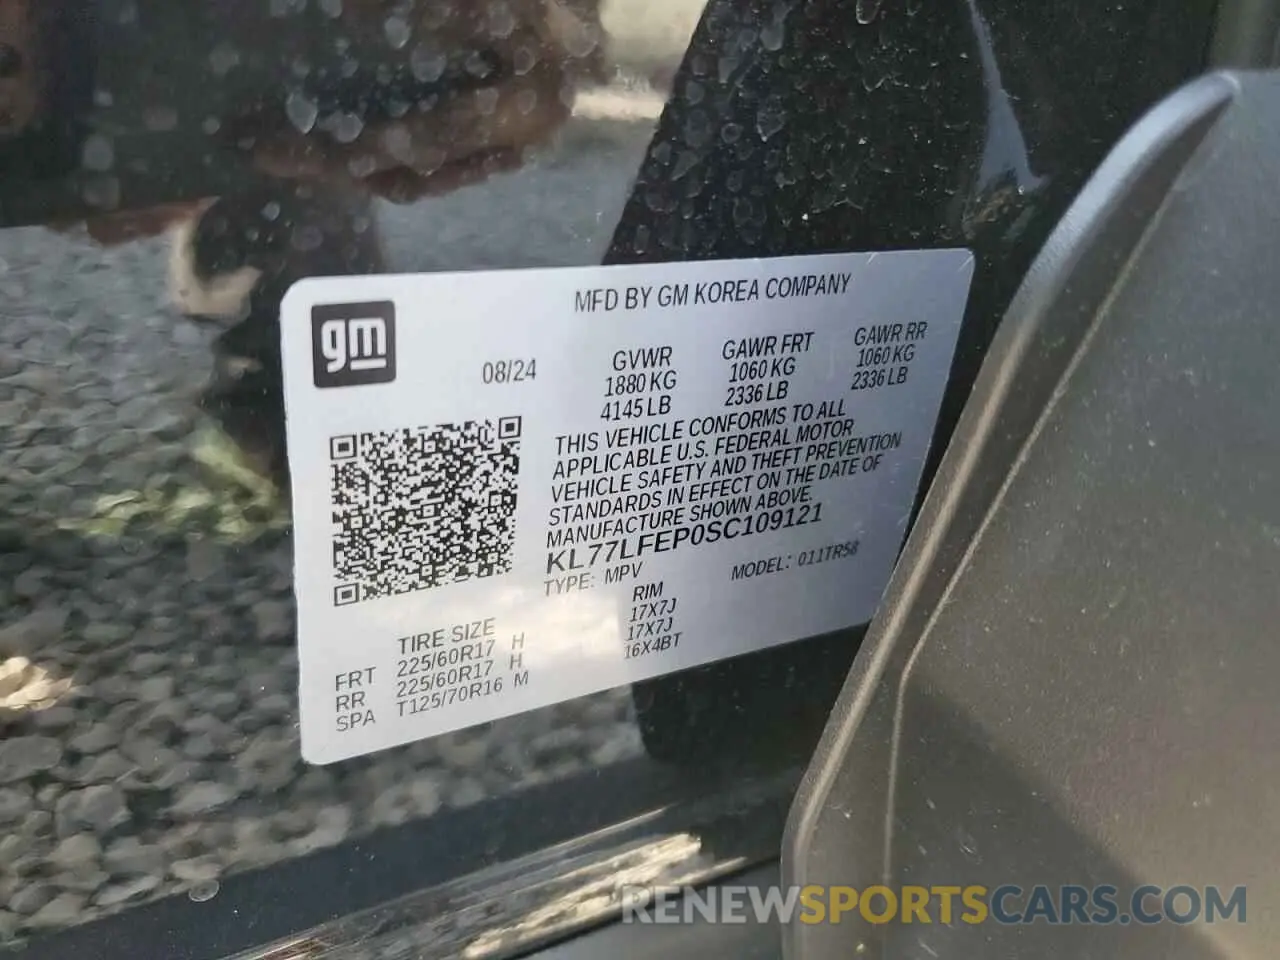 MFD BY GM KOREA COMPANY
gm
08/24
GVWR GAWR FRT GAWR RR
1880 KG 1060 KG 1060 KG
4145 LB 2336 LB 2336 LB
THIS VEHICLE CONFORMS TO ALL
APPLICABLE U.S. FEDERAL MOTOR
VEHICLE SAFETY AND THEFT PREVENTION
STANDARDS IN EFFECT ON THE DATE OF
MANUFACTURE SHOWN ABOVE.
KL77LFEP0SC109121
TYPE: MPV MODEL: 011TR58
TIRE SIZE RIM
FRT 225/60R17 H 17X7J
RR 225/60R17 H 17X7J
SPA T125/70R16 M 16X4BT
RENEWSPORTSCARS.COM